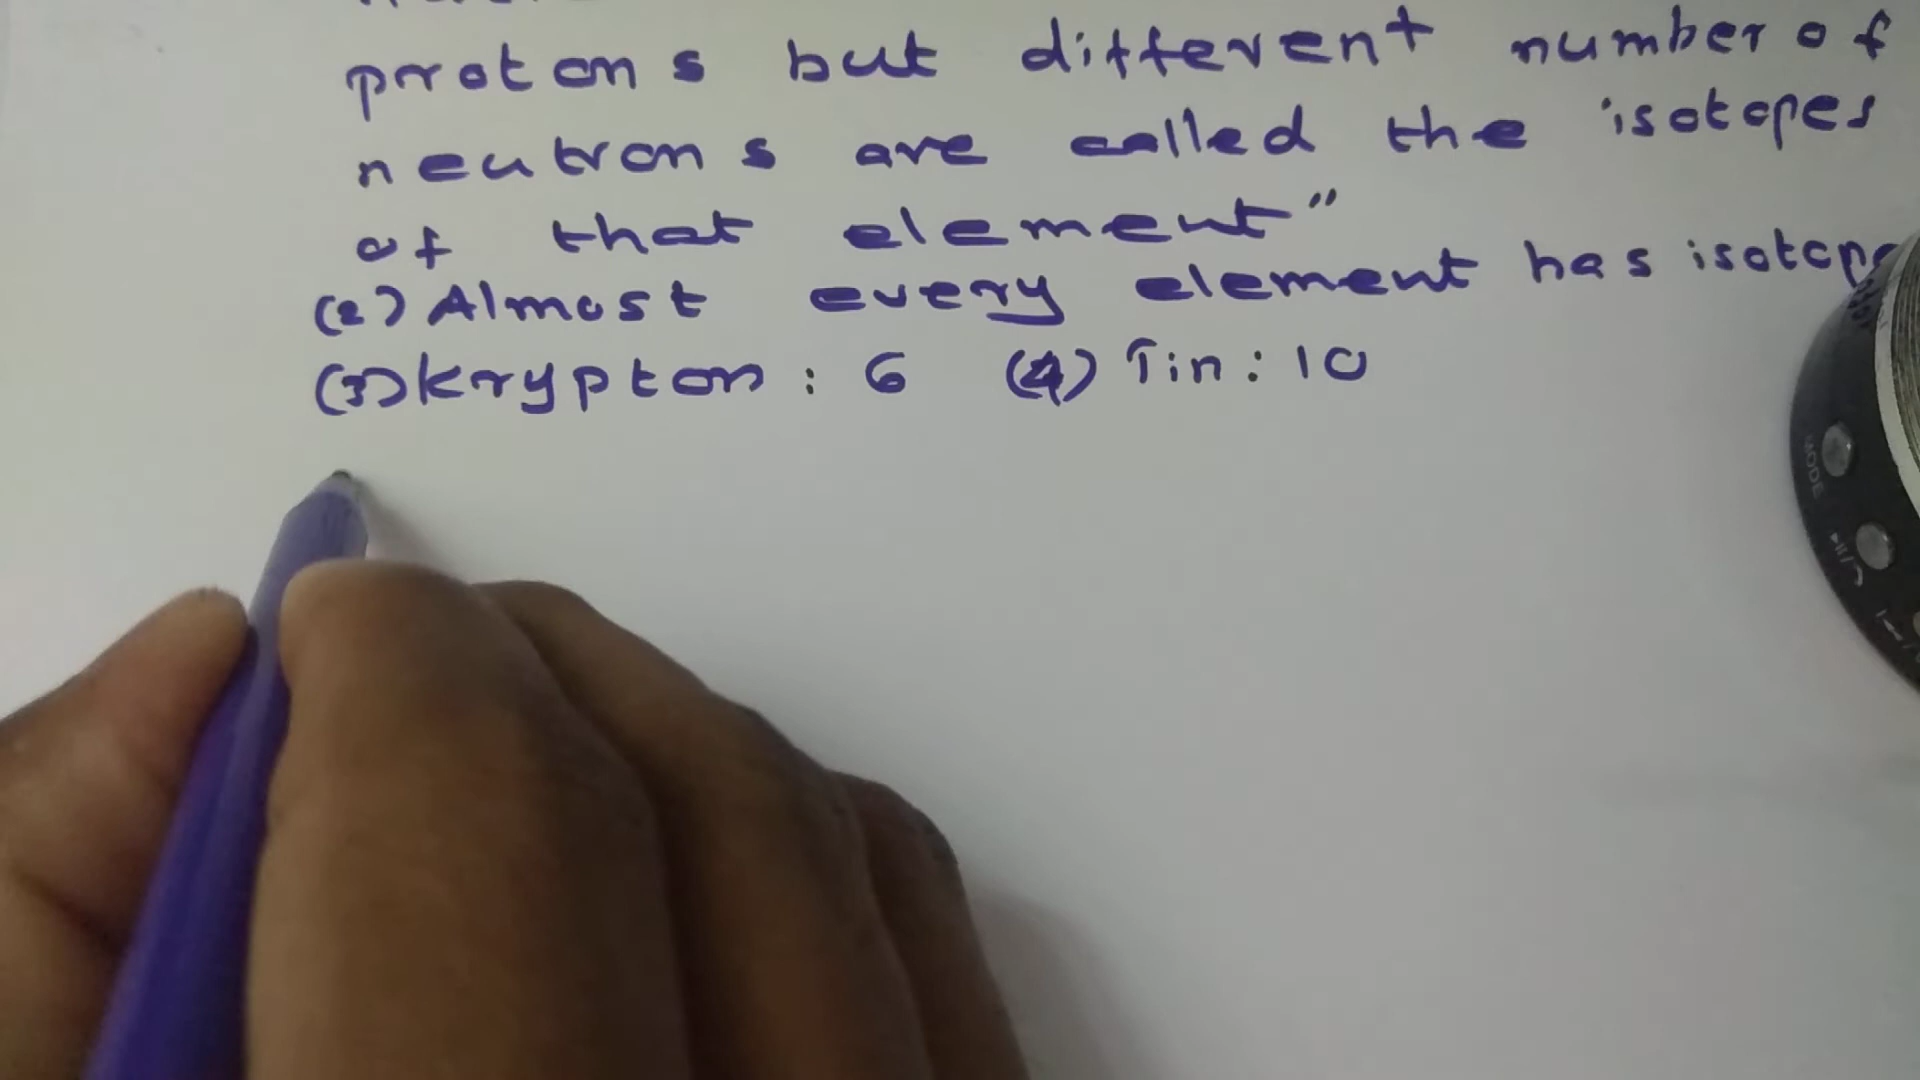 protons but different number of
neutrons are called the isotopes
of that element"
(2) Almost every element has isotope
(3) Krypton : 6 (4) Tin : 10
MODE